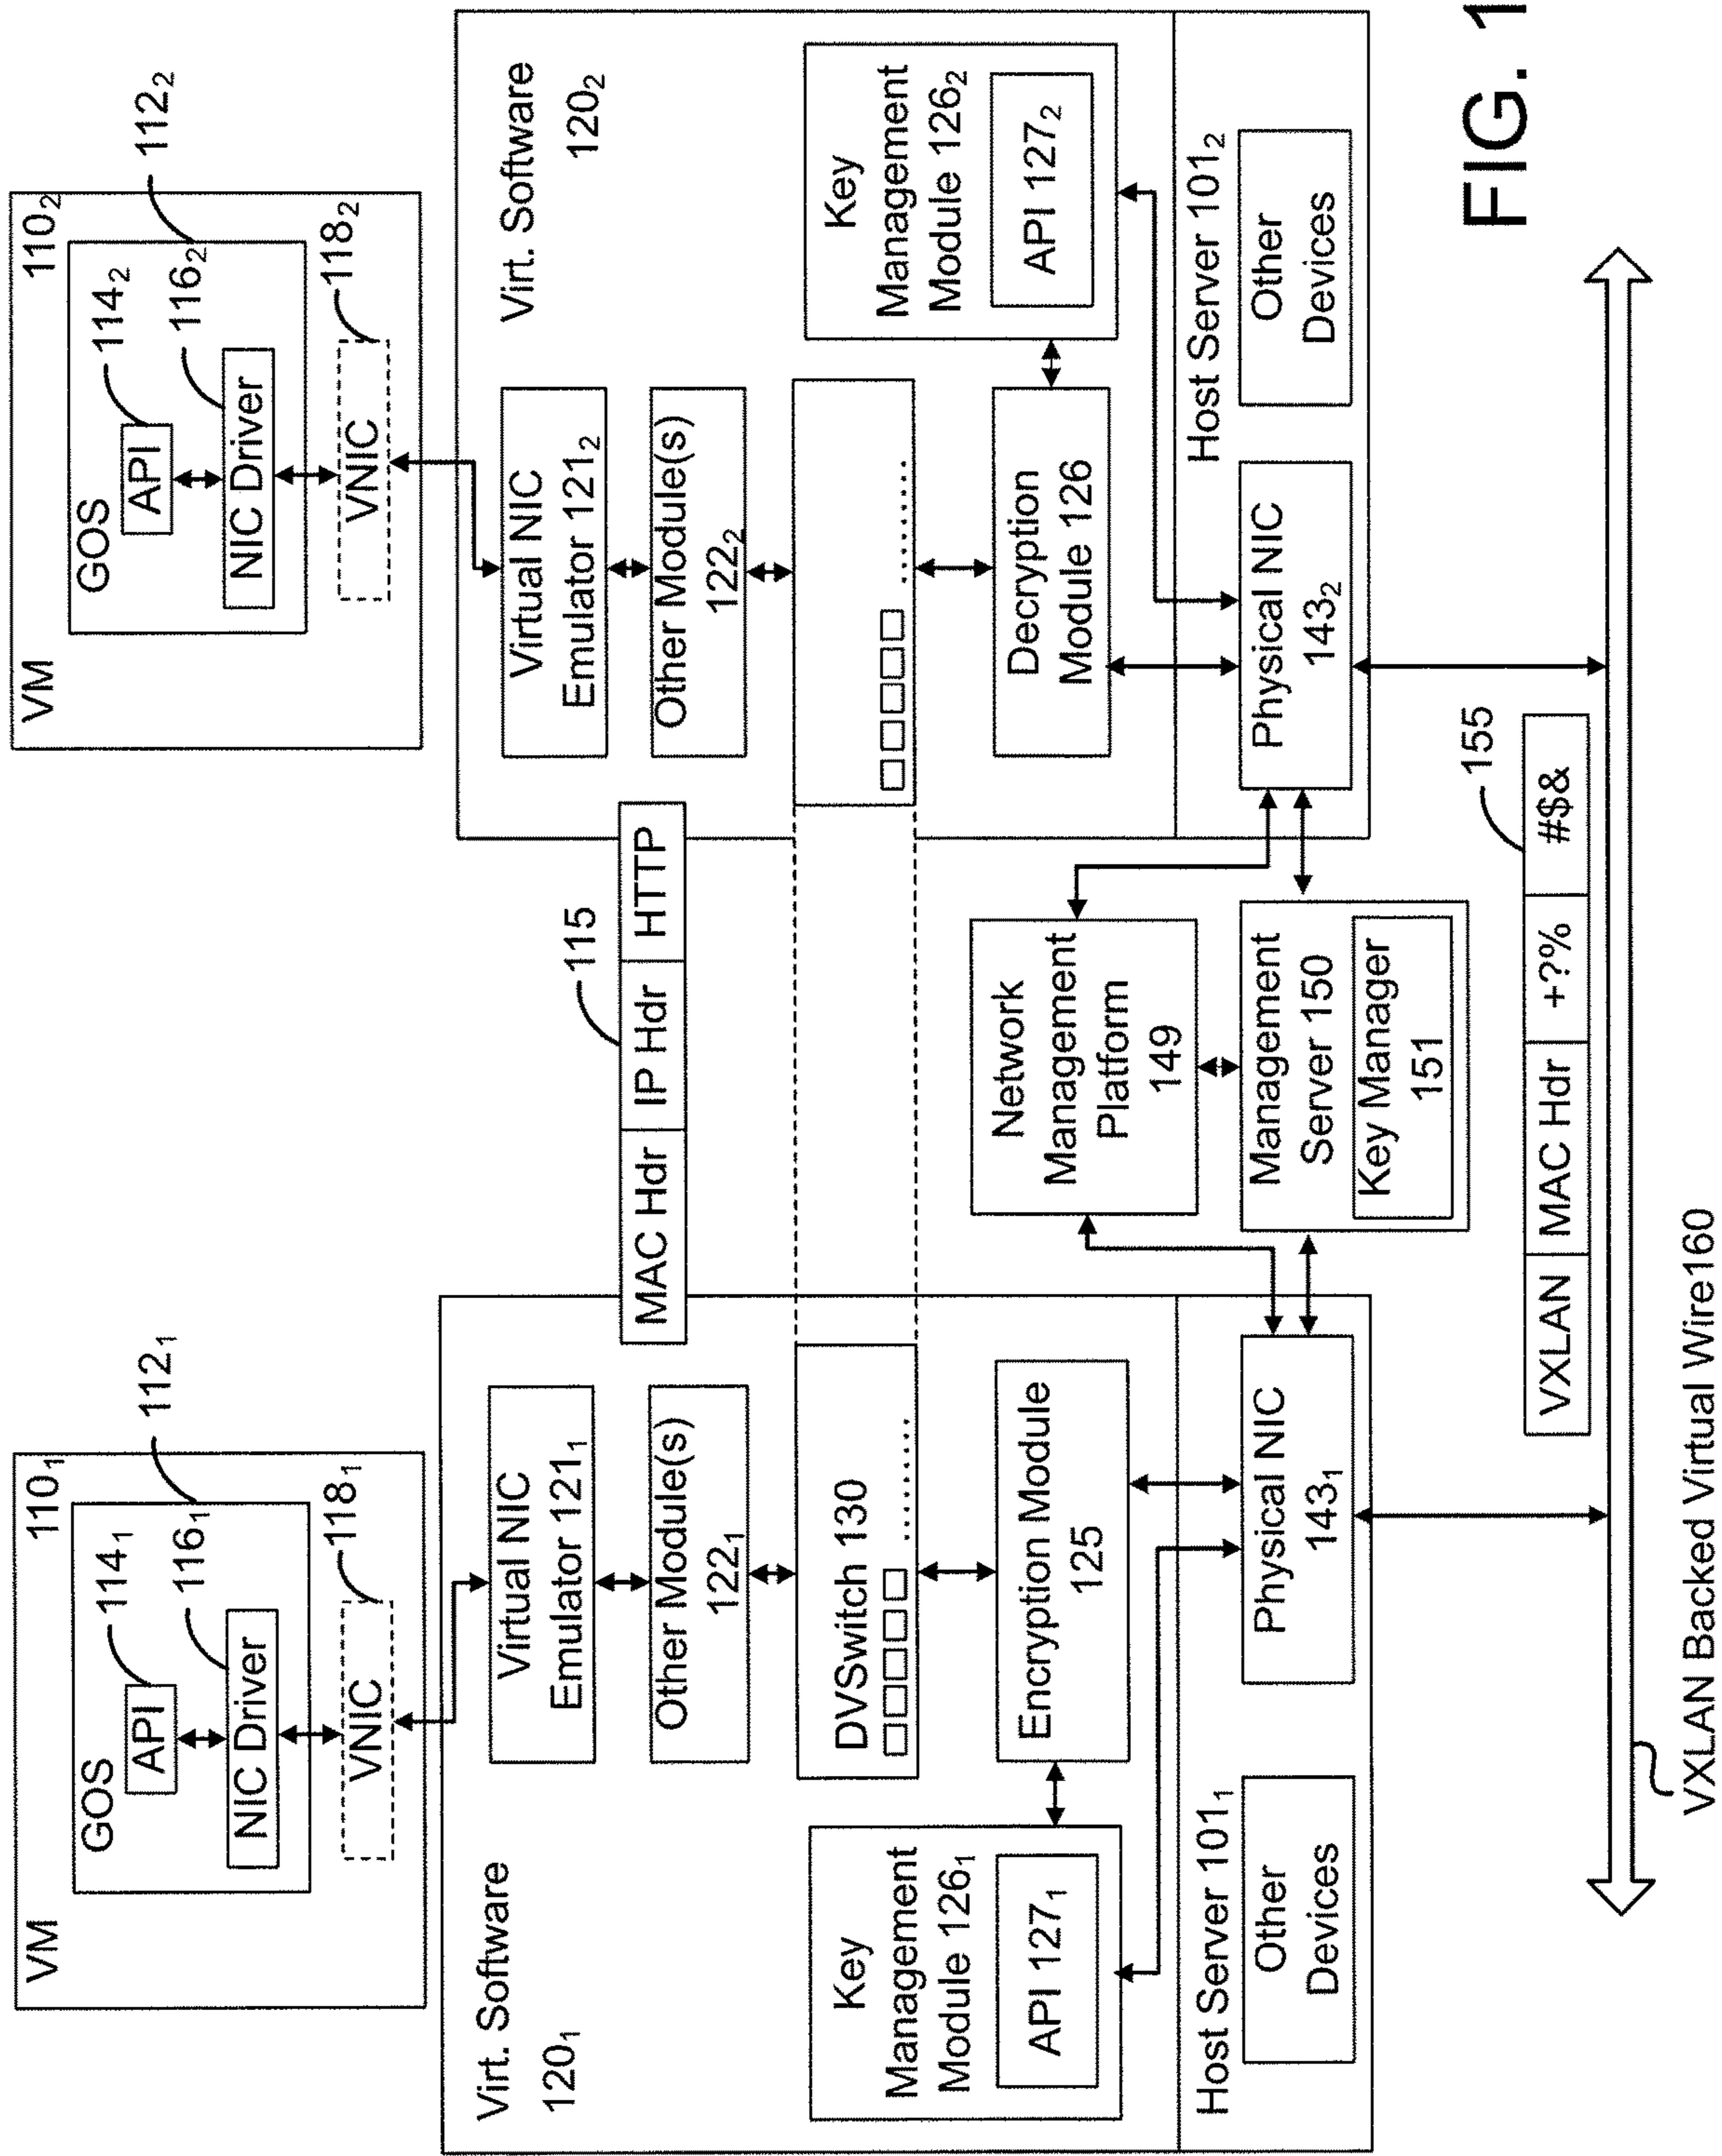 VM
110₁
GOS
112₁
API
114₁
NIC Driver
116₁
VNIC
118₁
VM
110₂
GOS
112₂
API
114₂
NIC Driver
116₂
VNIC
118₂
Virt. Software
120₁
Virtual NIC
Emulator 121₁
Other Module(s)
122₁
DVSwitch 130
Encryption Module
125
Key
Management
Module 126₁
API 127₁
Host Server 101₁
Other
Devices
Physical NIC
143₁
115
MAC Hdr IP Hdr HTTP
Network
Management
Platform
149
Management
Server 150
Key Manager
151
Virt. Software
120₂
Virtual NIC
Emulator 121₂
Other Module(s)
122₂
Decryption
Module 126
Key
Management
Module 126₂
API 127₂
Host Server 101₂
Physical NIC
143₂
Other
Devices
155
VXLAN MAC Hdr +?% #$&
VXLAN Backed Virtual Wire160
FIG. 1